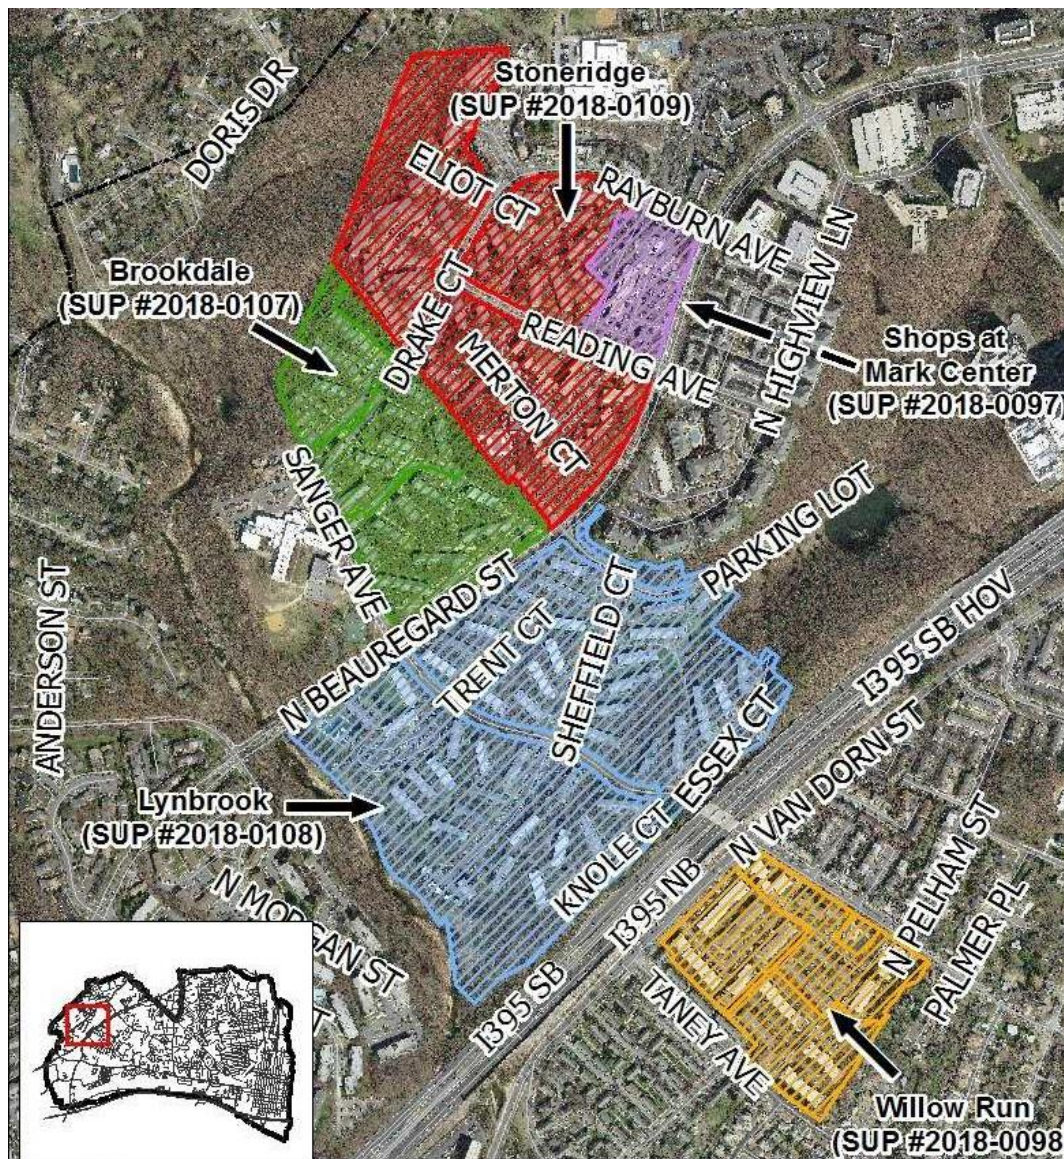 Stoneridge
(SUP #2018-0109)
DORIS DR
ELIOT CT
RAYBURN AVE
Brookdale
(SUP #2018-0107)
DRAKE CT
READING AVE
MERTON CT
N HIGHVIEW LN
Shops at
Mark Center
(SUP #2018-0097)
SANGER AVE
PARKING LOT
ANDERSON ST
N BEAUREGARD ST
TRENT CT
SHEFFIELD CT
I395 SB HOV
ESSEX CT
Lynbrook
(SUP #2018-0108)
KNOLE CT
N VAN DORN ST
I395 NB
N PELHAM ST
PALMER PL
N MORGAN ST
I395 SB
TANEY AVE
Willow Run
(SUP #2018-0098